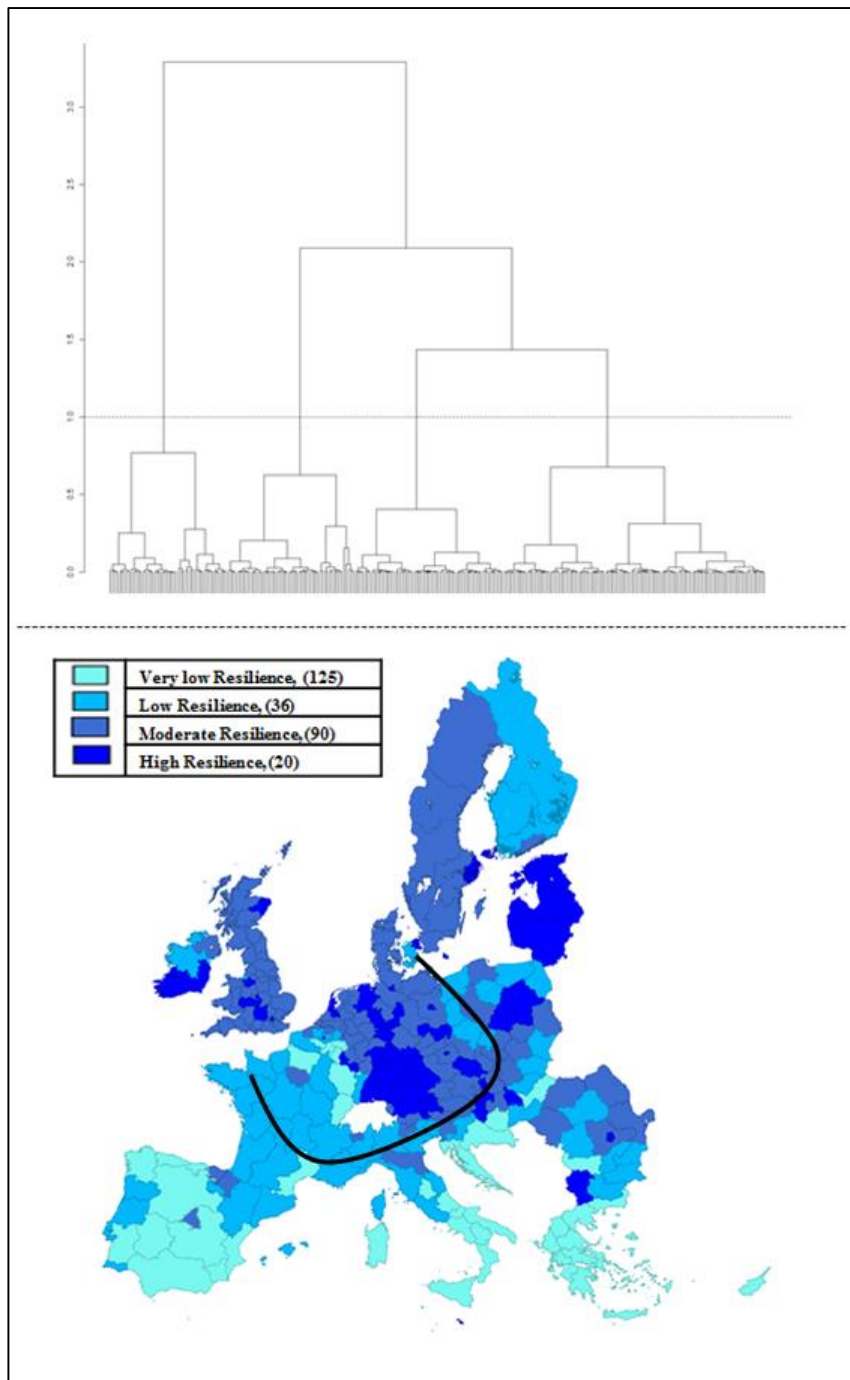 3.0
2.5
2.0
1.5
1.0
0.5
0.0
Very low Resilience, (125)
Low Resilience, (36)
Moderate Resilience, (90)
High Resilience, (20)